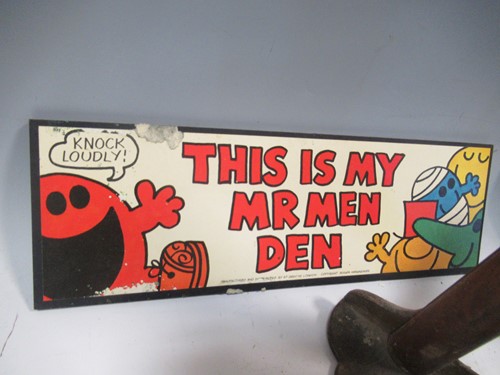 KNOCK
LOUDLY!
THIS IS MY
MR MEN
DEN